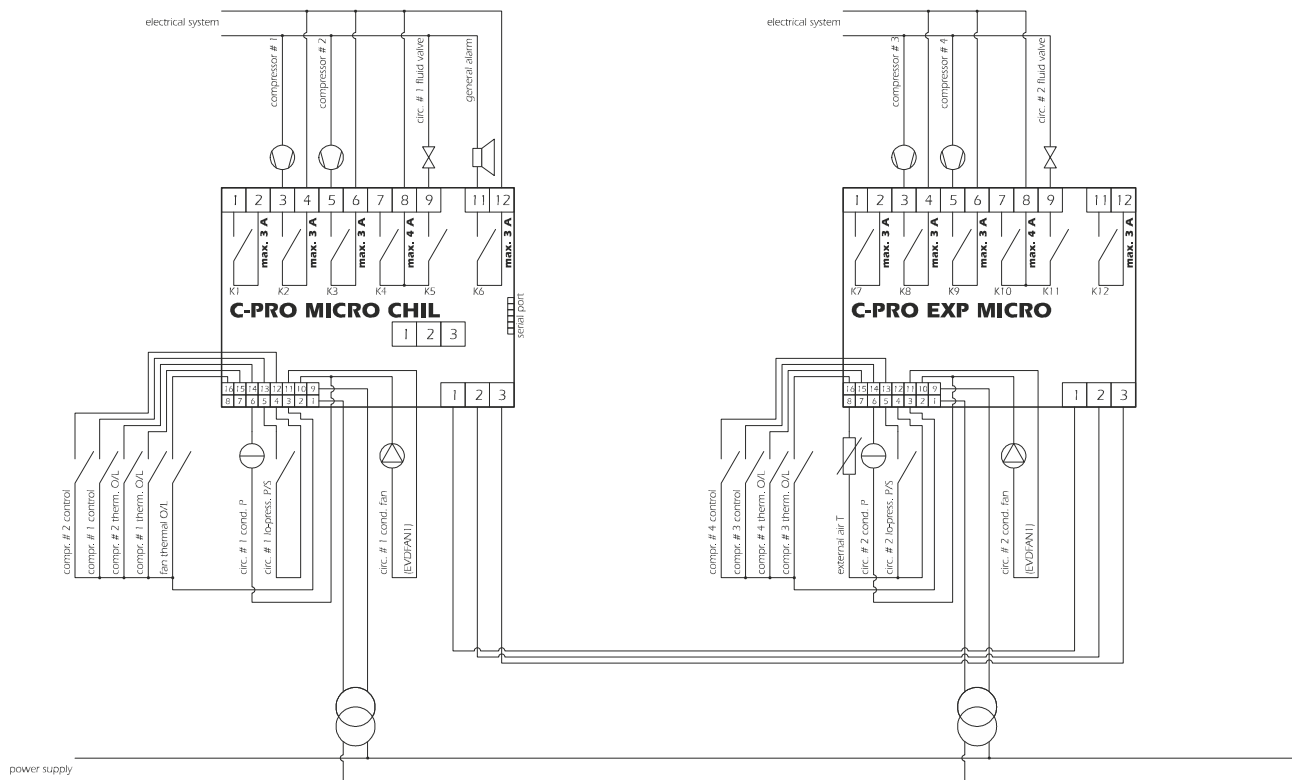 electrical system
compressor # 1
compressor # 2
circ. # 1 fluid valve
general alarm
1 2 3 4 5 6 7 8 9 11 12
max. 3 A
max. 3 A
max. 3 A
max. 4 A
max. 3 A
K1 K2 K3 K4 K5 K6
C-PRO MICRO CHIL
serial port
1 2 3
16 15 14 13 12 11 10 9
8 7 6 5 4 3 2 1
1 2 3
compr. # 2 control
compr. # 1 control
compr. # 2 therm. O/L
compr. # 1 therm. O/L
fan thermal O/L
circ. # 1 cond. P
circ. # 1 lo-press. P/S
circ. # 1 cond. fan
(EVDFAN1)
electrical system
compressor # 3
compressor # 4
circ. # 2 fluid valve
1 2 3 4 5 6 7 8 9 11 12
max. 3 A
max. 3 A
max. 3 A
max. 4 A
max. 3 A
K7 K8 K9 K10 K11 K12
C-PRO EXP MICRO
16 15 14 13 12 11 10 9
8 7 6 5 4 3 2 1
1 2 3
compr. # 4 control
compr. # 3 control
compr. # 4 therm. O/L
compr. # 3 therm. O/L
external air T
circ. # 2 cond. P
circ. # 2 lo-press. P/S
circ. # 2 cond. fan
(EVDFAN1)
power supply